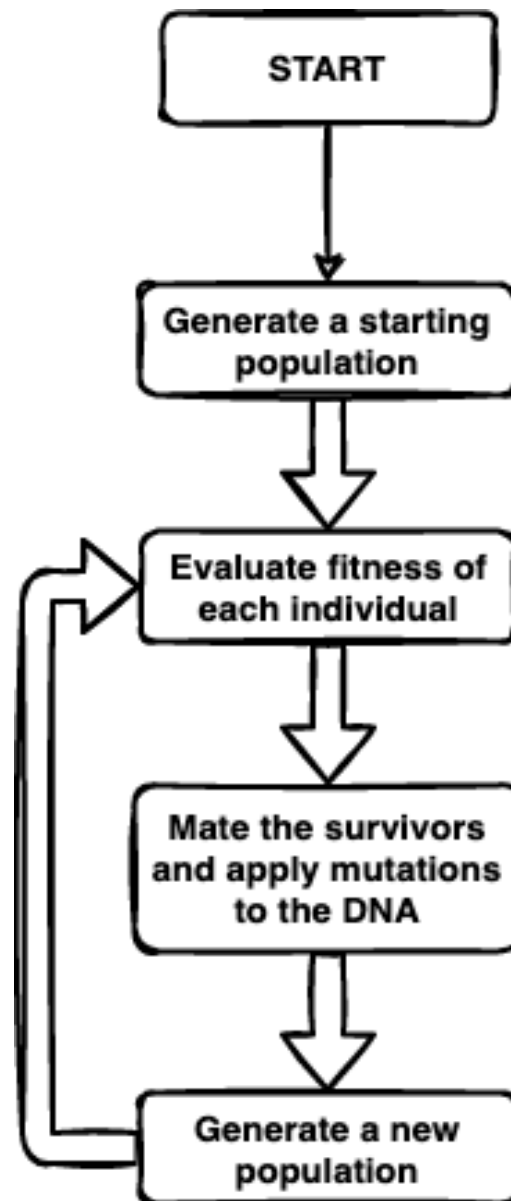 START
Generate a starting
population
Evaluate fitness of
each individual
Mate the survivors
and apply mutations
to the DNA
Generate a new
population